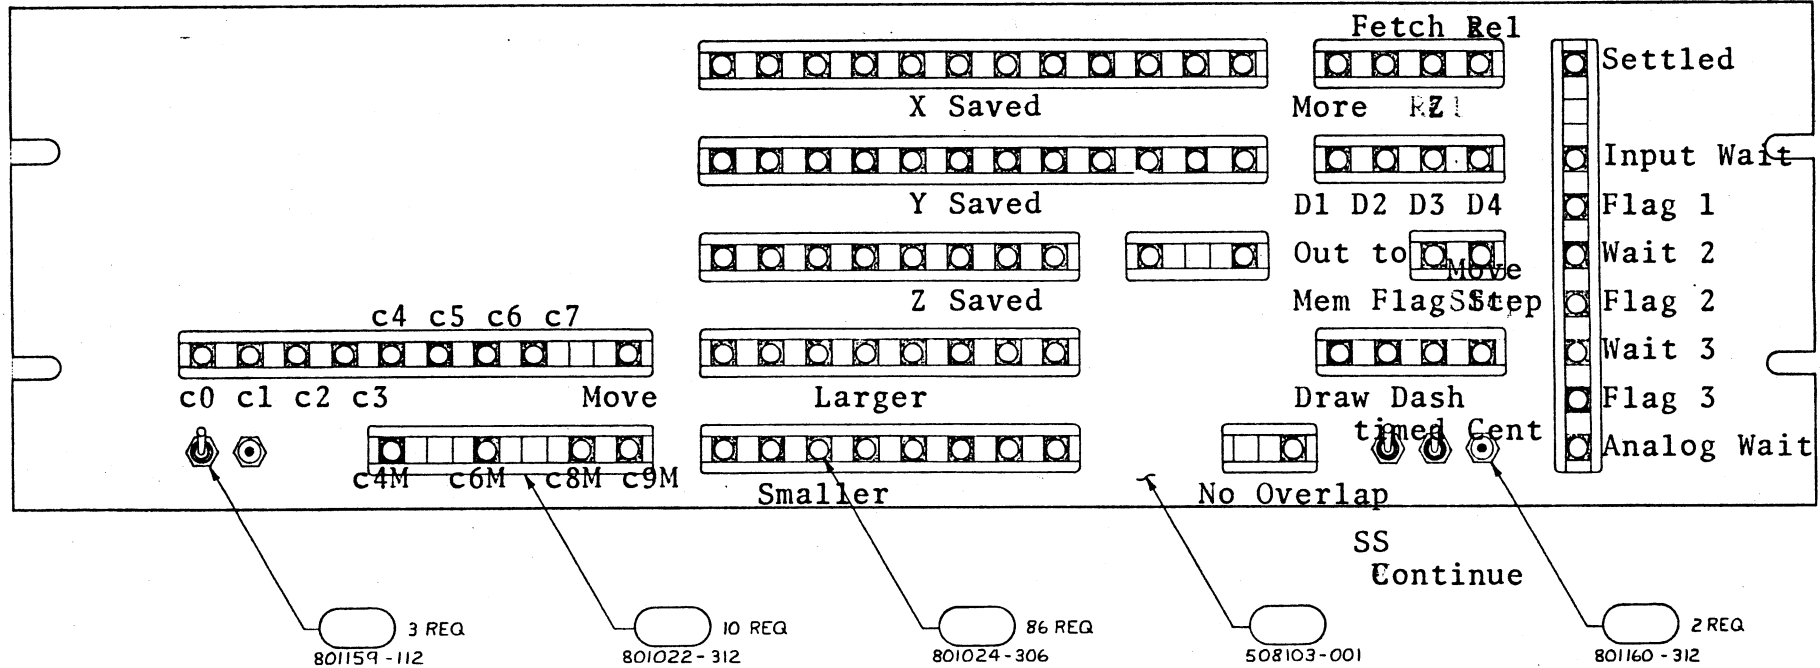 Fetch Rel
Settled
X Saved
More
Input Wait
Y Saved
D1 D2 D3 D4
Flag 1
Out to
Wait 2
Move
Z Saved
Mem Flag Step
Flag 2
c4 c5 c6 c7
Wait 3
c0 c1 c2 c3
Move
Larger
Draw Dash
Flag 3
timed Cent
Analog Wait
c4M c6M c8M c9M
Smaller
No Overlap
SS
Continue
3 REQ
10 REQ
86 REQ
2 REQ
801159-112
801022-312
801024-306
508103-001
801160-312